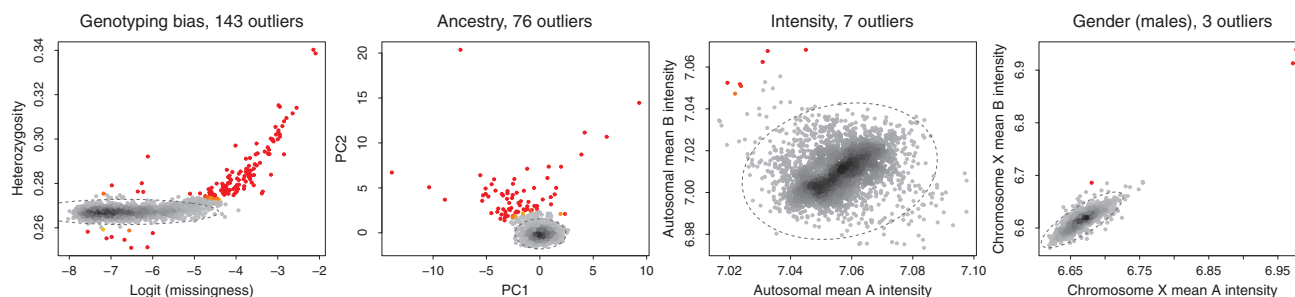 Genotyping bias, 143 outliers
Heterozygosity
0.34
0.32
0.30
0.28
0.26
−8 −7 −6 −5 −4 −3 −2
Logit (missingness)
Ancestry, 76 outliers
PC2
20
15
10
5
0
−10 −5 0 5 10
PC1
Intensity, 7 outliers
Autosomal mean B intensity
7.06
7.04
7.02
7.00
6.98
7.02 7.04 7.06 7.08 7.10
Autosomal mean A intensity
Gender (males), 3 outliers
Chromosome X mean B intensity
6.9
6.8
6.7
6.6
6.65 6.75 6.85 6.95
Chromosome X mean A intensity